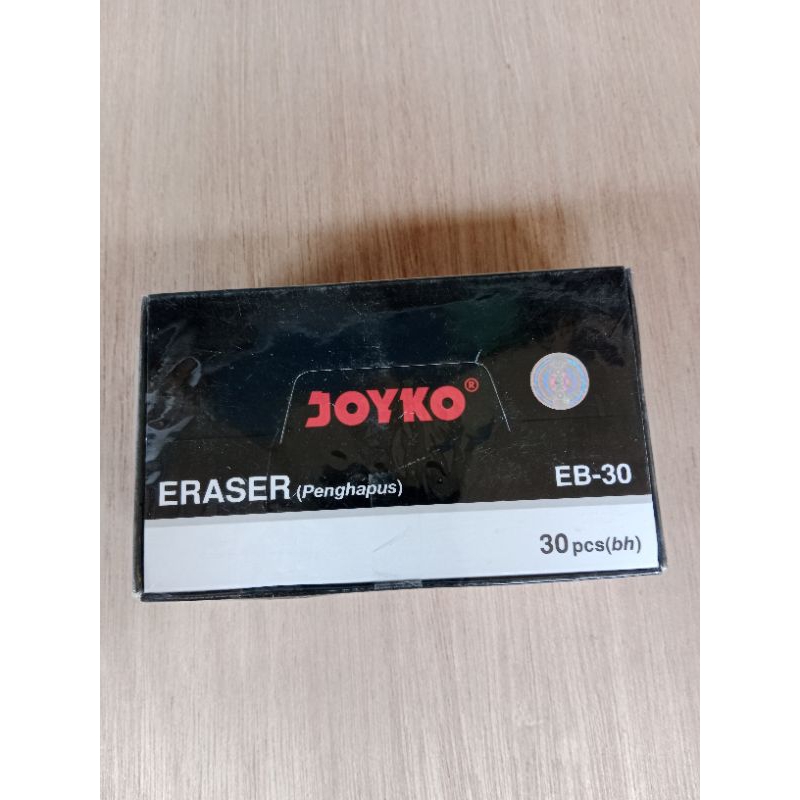 JOYKO®
ERASER (Penghapus) EB-30
30 pcs(bh)